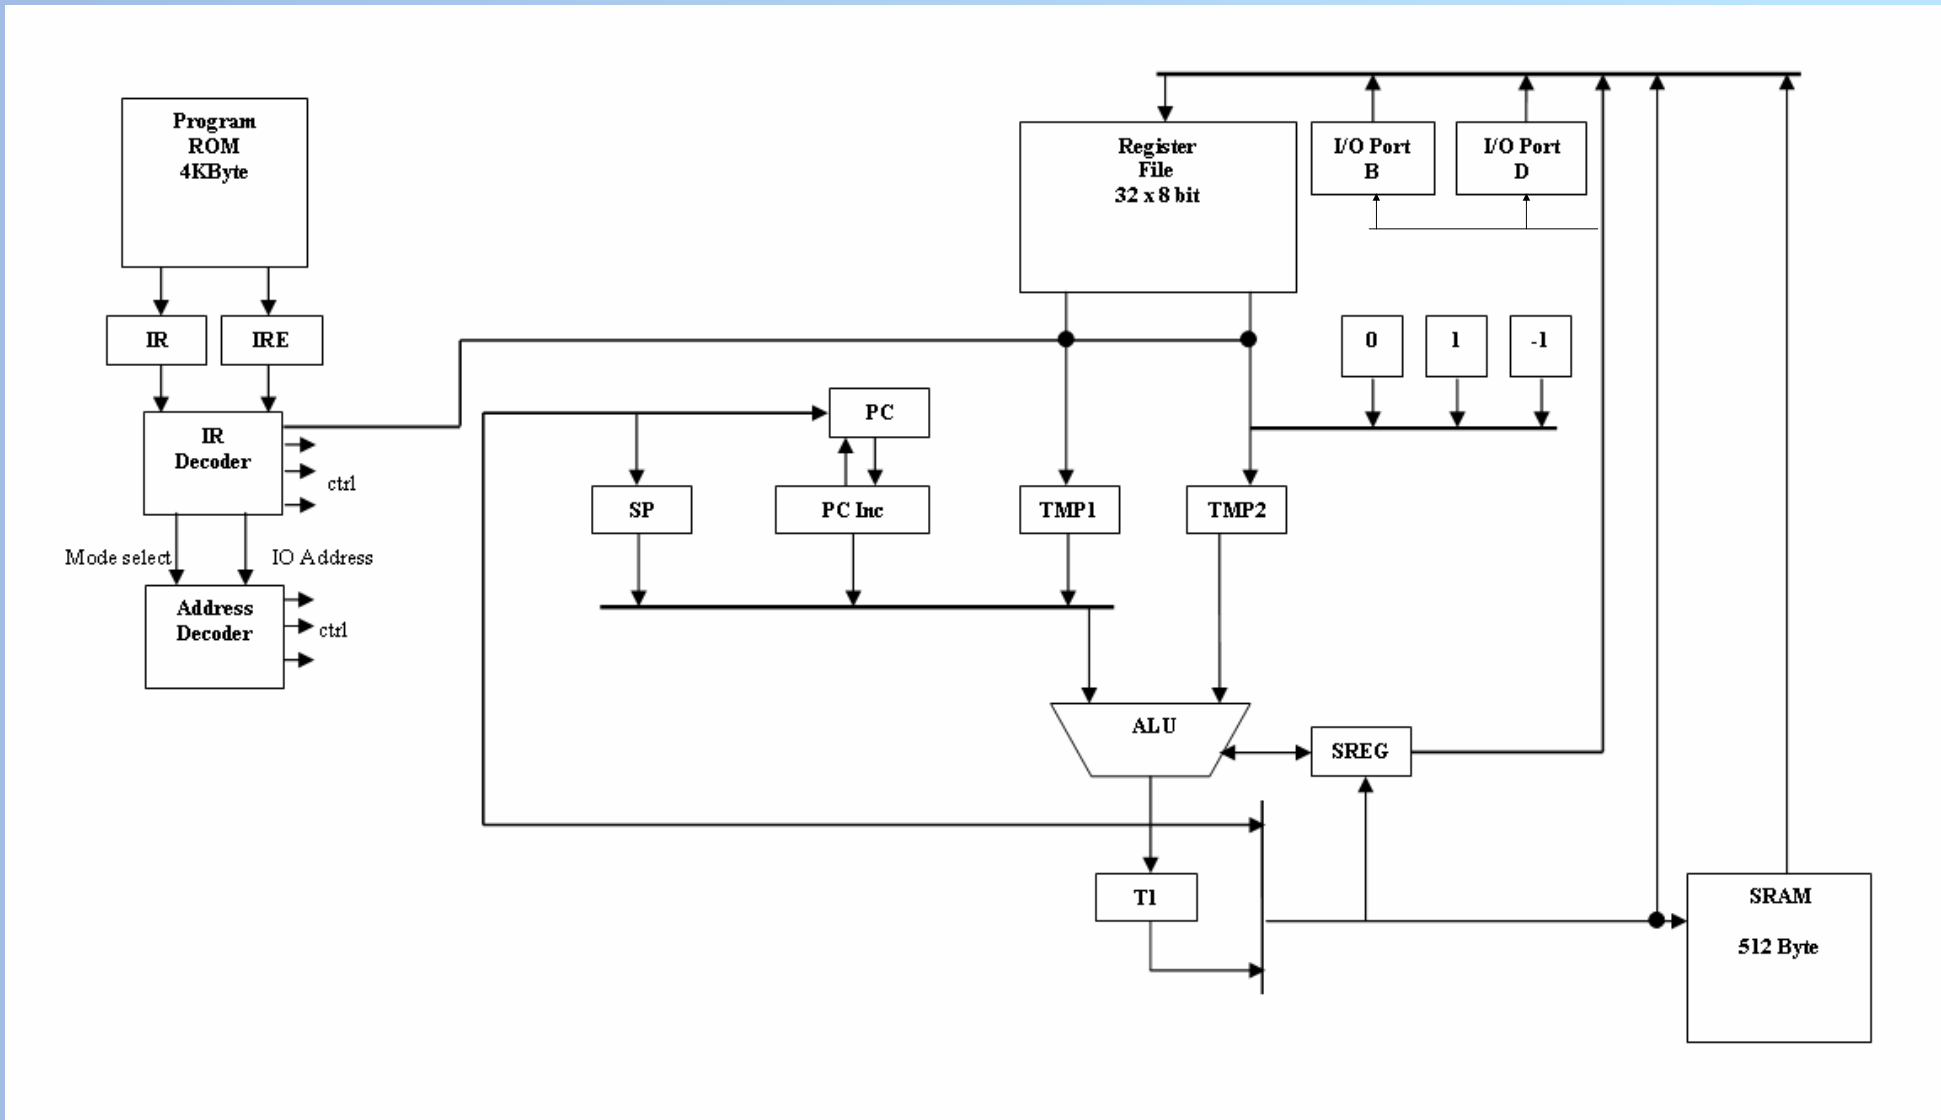 Program
ROM
4KByte
IR
IRE
IR
Decoder
ctrl
Mode select
IO Address
Address
Decoder
ctrl
Register
File
32 x 8 bit
I/O Port
B
I/O Port
D
0
1
-1
PC
SP
PC Inc
TMP1
TMP2
ALU
SREG
T1
SRAM
512 Byte